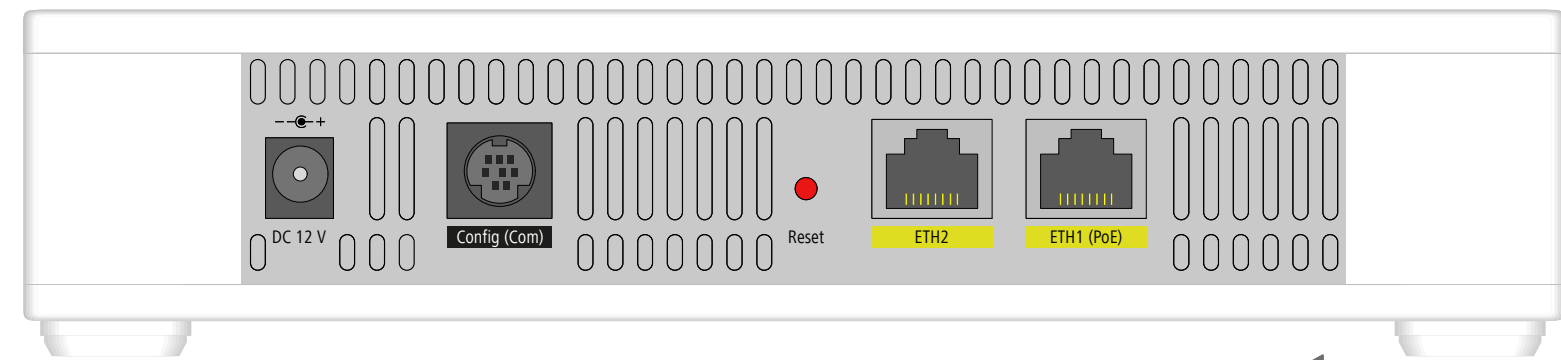 DC 12 V
Config (Com)
Reset
ETH2
ETH1 (PoE)